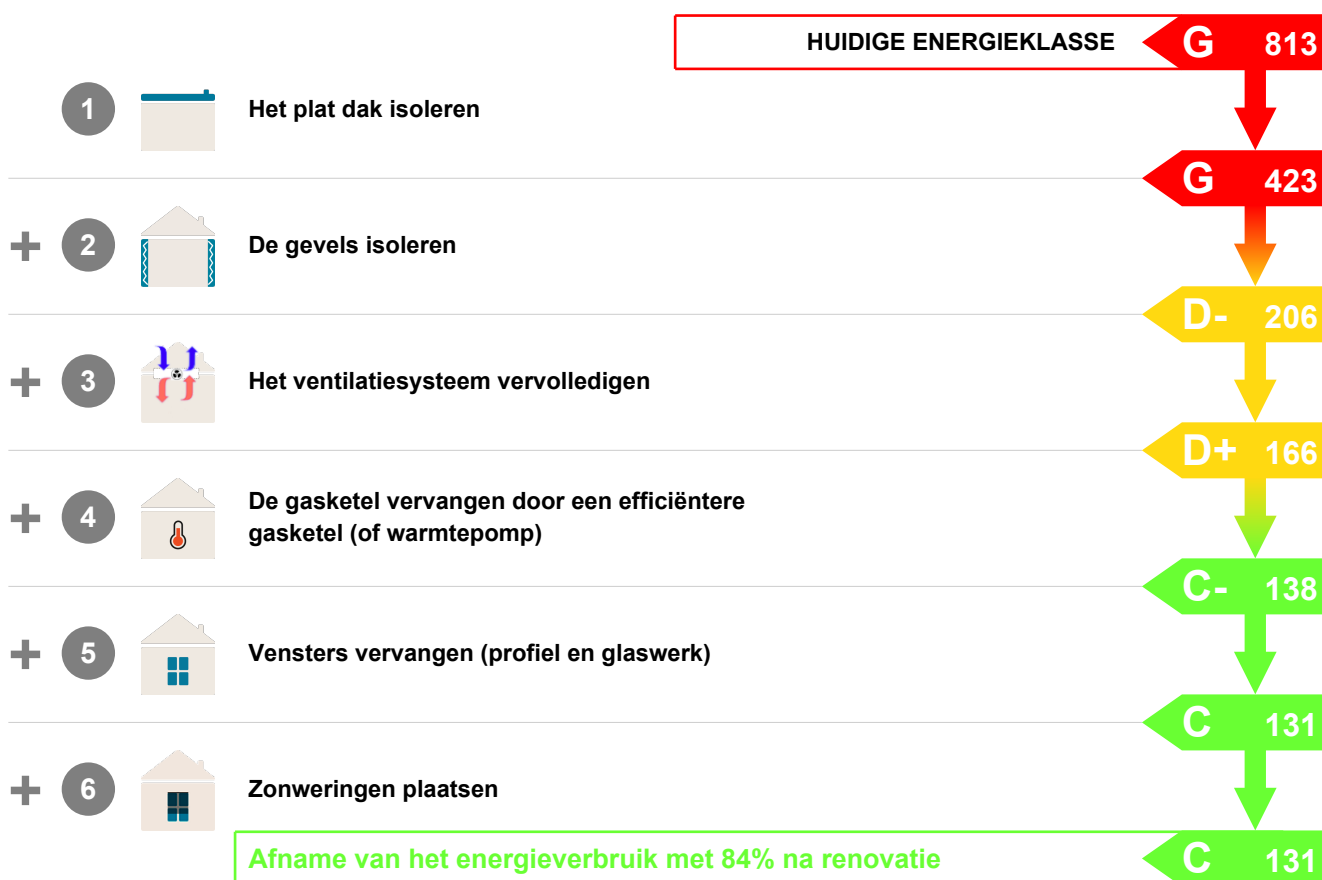 HUIDIGE ENERGIEKLASSE G 813
1 Het plat dak isoleren
G 423
+ 2 De gevels isoleren
D- 206
+ 3 Het ventilatiesysteem vervolledigen
D+ 166
+ 4 De gasketel vervangen door een efficiëntere
gasketel (of warmtepomp)
C- 138
+ 5 Vensters vervangen (profiel en glaswerk)
C 131
+ 6 Zonweringen plaatsen
Afname van het energieverbruik met 84% na renovatie C 131